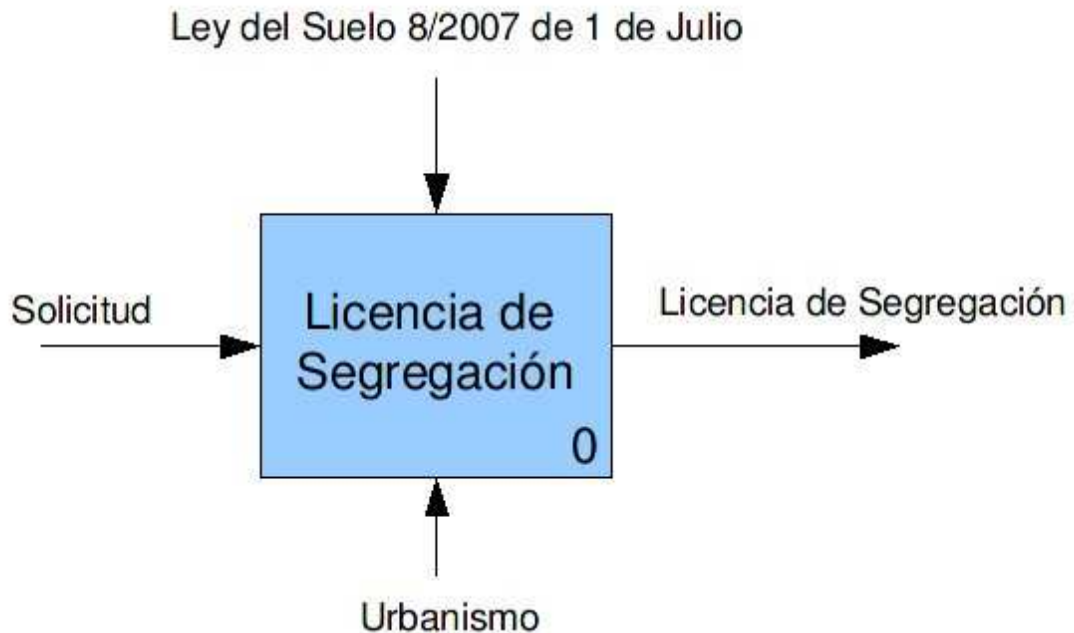 Ley del Suelo 8/2007 de 1 de Julio
Solicitud
Licencia de
Segregación
0
Licencia de Segregación
Urbanismo